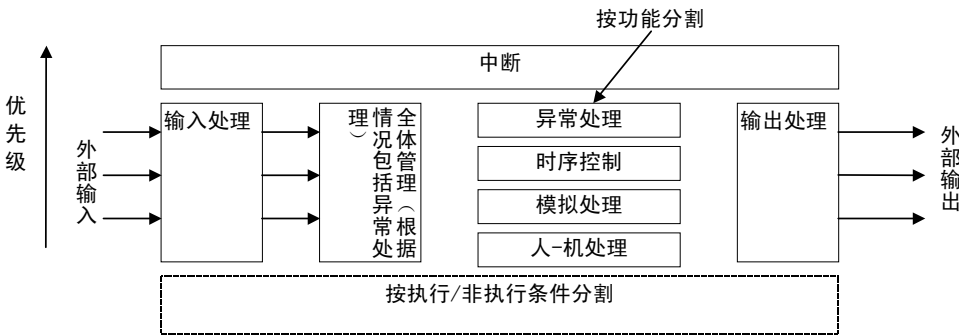 按功能分割
中断
优先级
外部输入
输入处理
全体管理（根据
情况包括异常处
理）
异常处理
时序控制
模拟处理
人-机处理
输出处理
外部输出
按执行/非执行条件分割